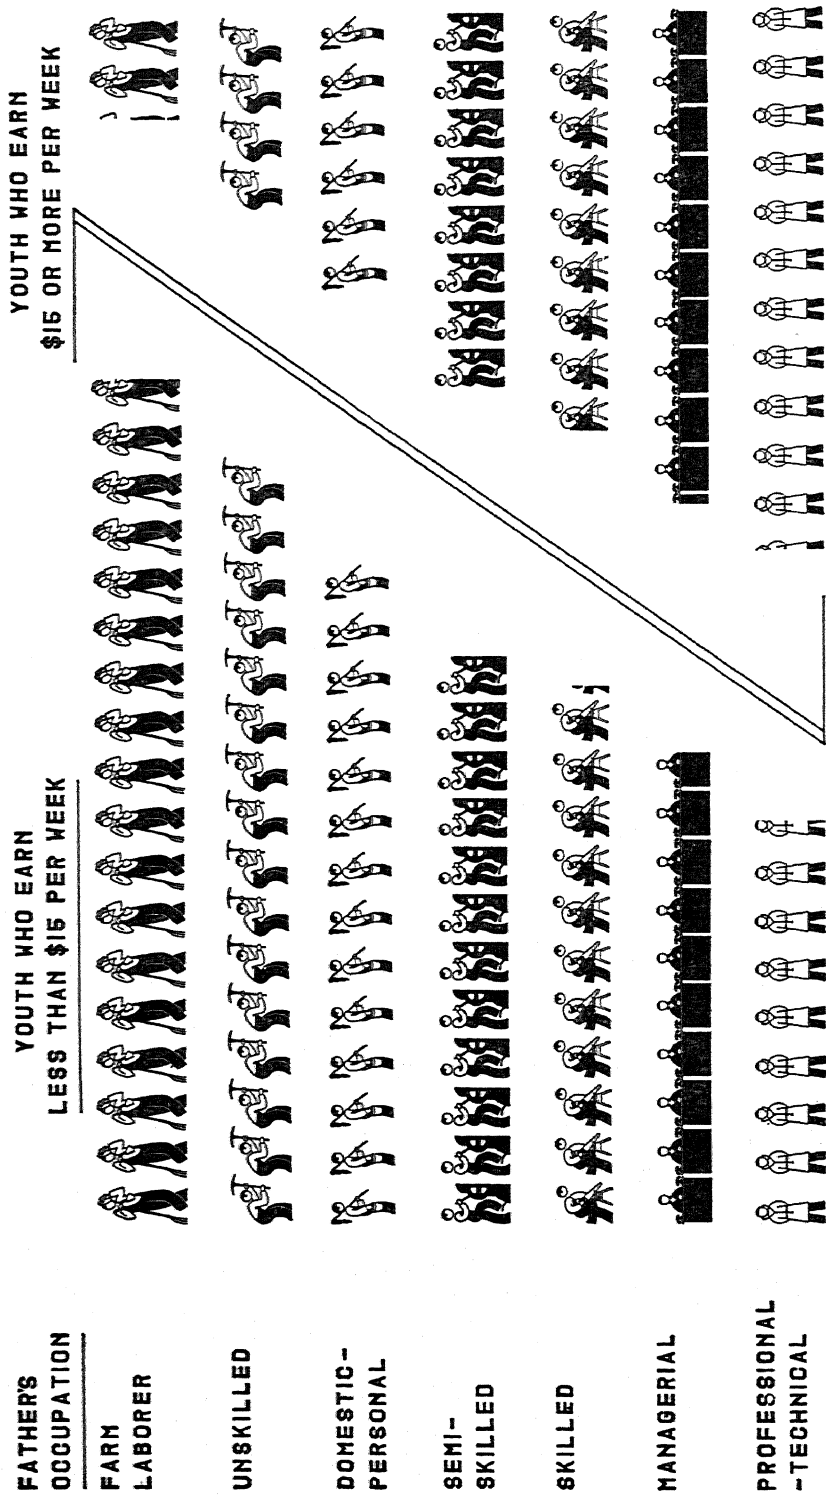 FATHER'S
OCCUPATION
YOUTH WHO EARN
LESS THAN $15 PER WEEK
YOUTH WHO EARN
$15 OR MORE PER WEEK
FARM
LABORER
UNSKILLED
DOMESTIC-
PERSONAL
SEMI-
SKILLED
SKILLED
MANAGERIAL
PROFESSIONAL
-TECHNICAL